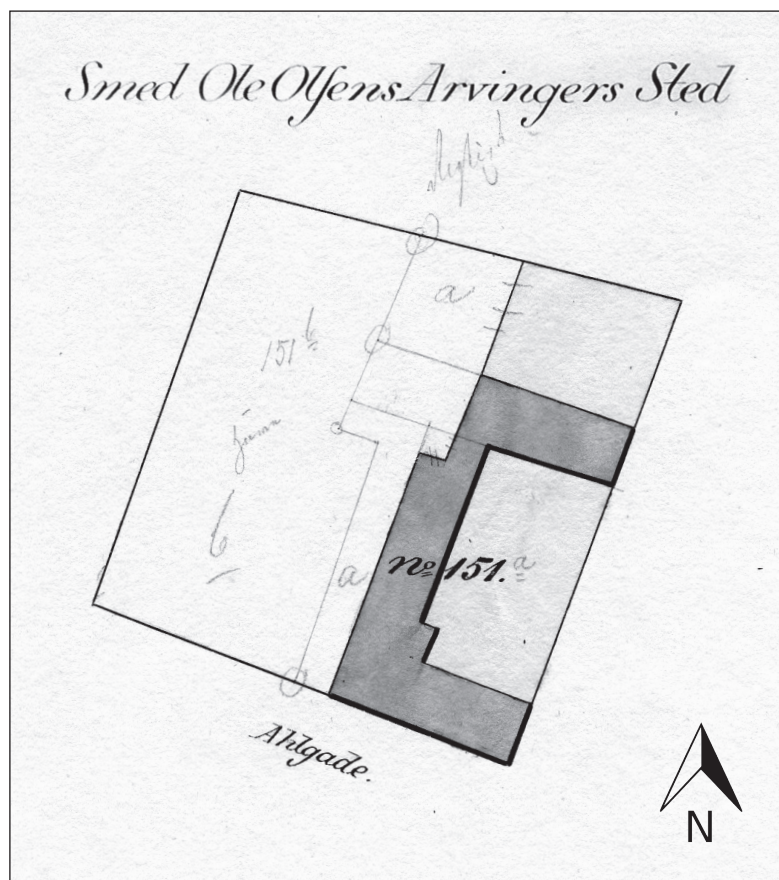 Smed Ole Olsens Arvingers Sted
a
151 b
b
a
No 151. a
Ahlgade.
N